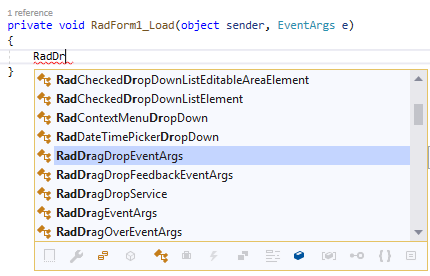 1 reference
private void RadForm1_Load(object sender, EventArgs e)
{
RadDr
}
RadCheckedDropDownListEditableAreaElement
RadCheckedDropDownListElement
RadContextMenuDropDown
RadDateTimePickerDropDown
RadDragDropEventArgs
RadDragDropFeedbackEventArgs
RadDragDropService
RadDragEventArgs
RadDragOverEventArgs